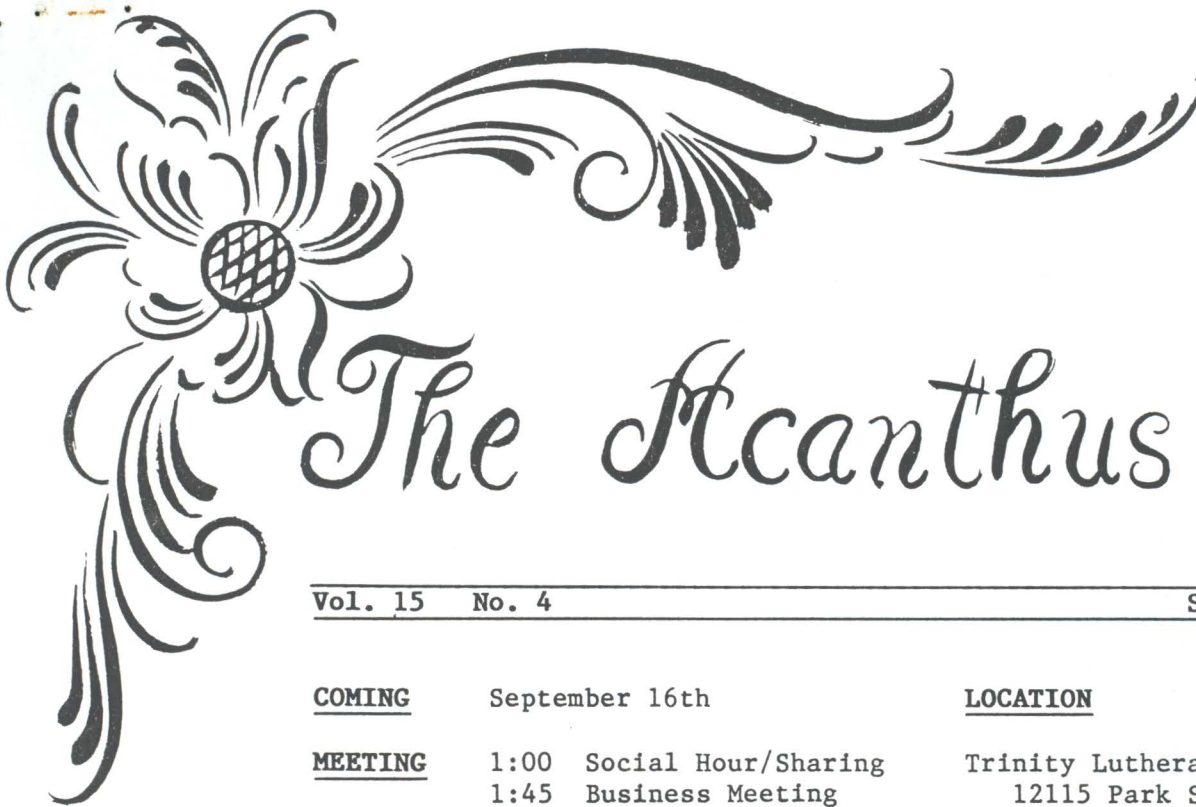 The Acanthus
Vol. 15 No. 4
COMING September 16th LOCATION
MEETING 1:00 Social Hour/Sharing Trinity
1:45 Business Meeting 12115 Park